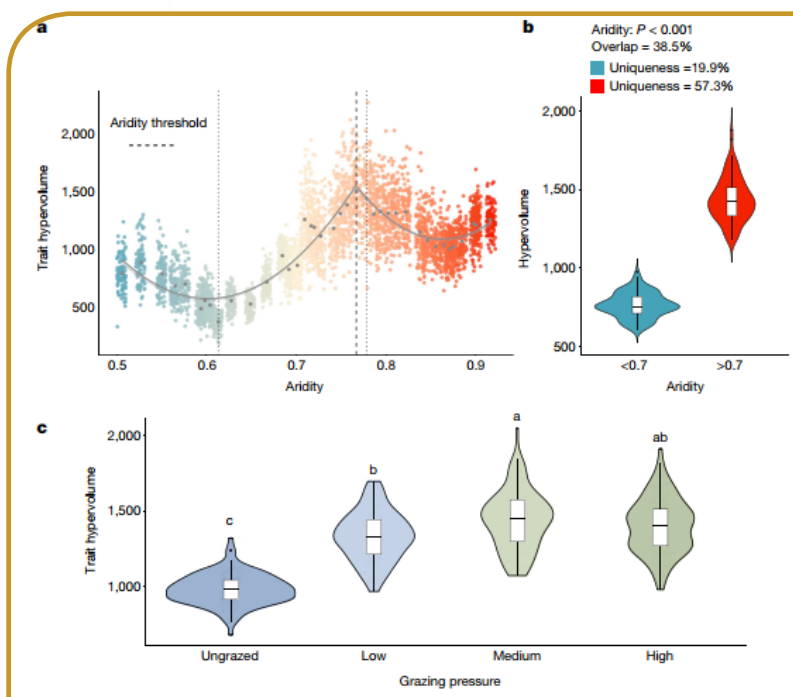 a
Aridity threshold
Trait hypervolume
2,000
1,500
1,000
500
0.5 0.6 0.7 0.8 0.9
Aridity
b
Aridity: P < 0.001
Overlap = 38.5%
Uniqueness =19.9%
Uniqueness = 57.3%
Hypervolume
2,000
1,500
1,000
500
<0.7 >0.7
Aridity
c
Trait hypervolume
2,000
1,500
1,000
c
b
a
ab
Ungrazed Low Medium High
Grazing pressure